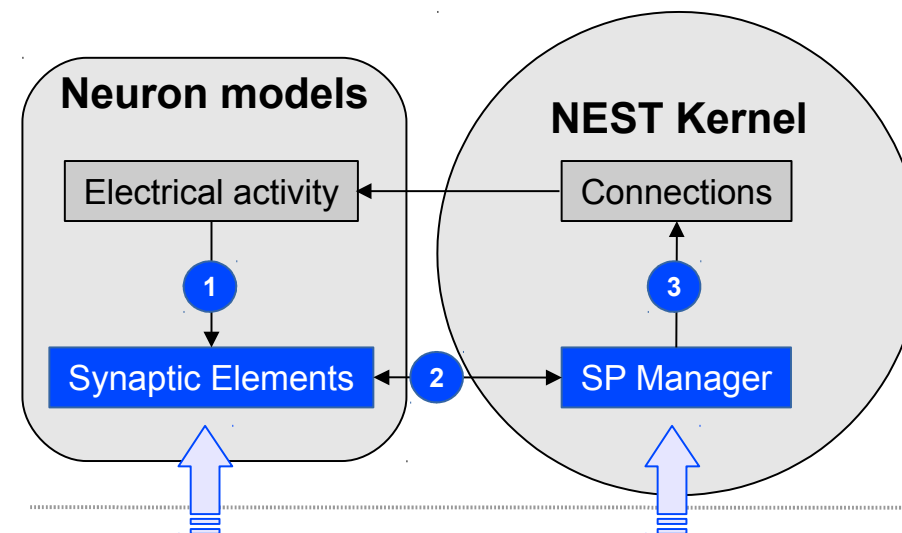 Neuron models
NEST Kernel
Electrical activity
Connections
1
3
Synaptic Elements
2
SP Manager